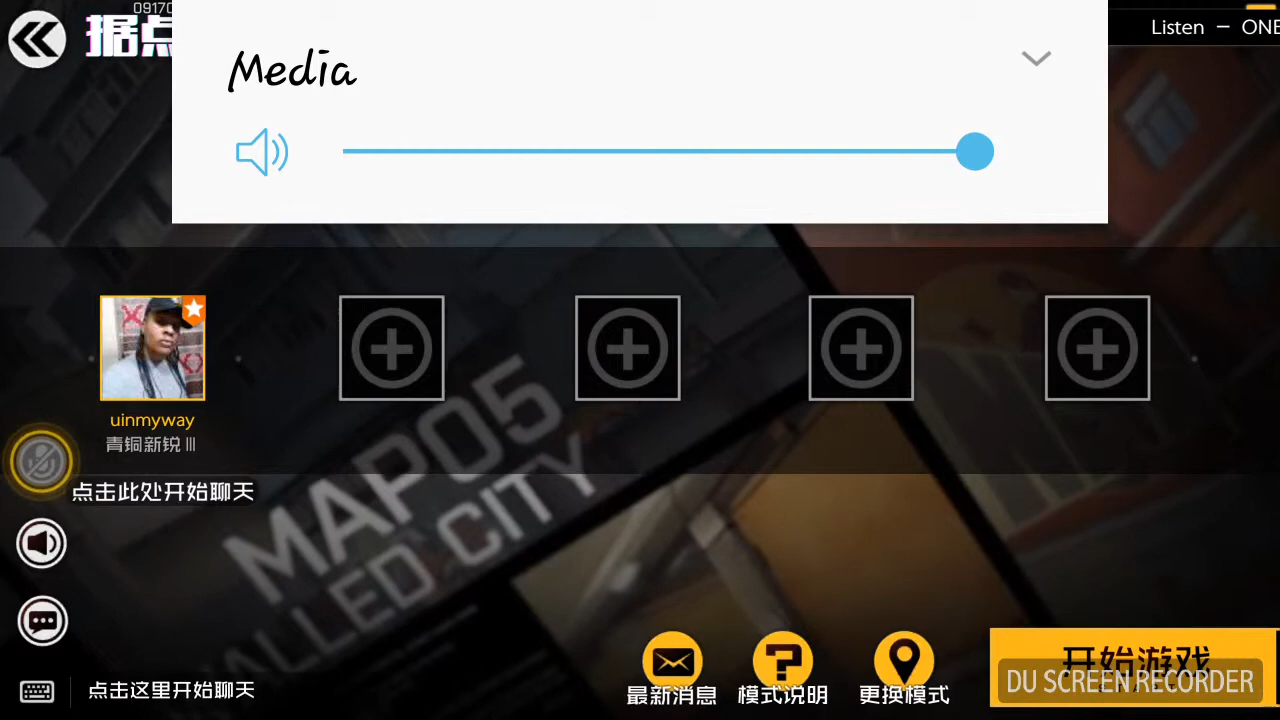 0917
据点
Media
Listen – ONE
uinmyway
青铜新锐 III
点击此处开始聊天
MAP05
WALLED CITY
最新消息
模式说明
更换模式
开始游戏
DU SCREEN RECORDER
点击这里开始聊天